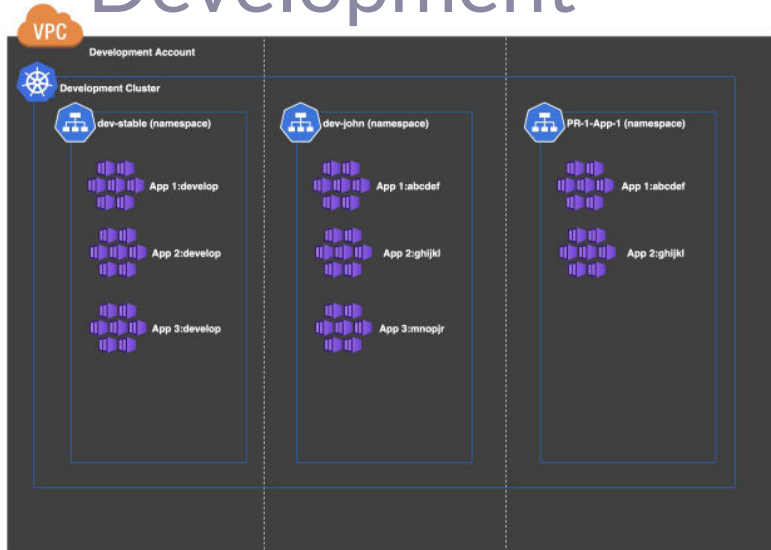 Development
VPC
Development Account
Development Cluster
dev-stable (namespace)
App 1:develop
App 2:develop
App 3:develop
dev-john (namespace)
App 1:abcdef
App 2:ghijkl
App 3:mnopjr
PR-1-App-1 (namespace)
App 1:abcdef
App 2:ghijkl